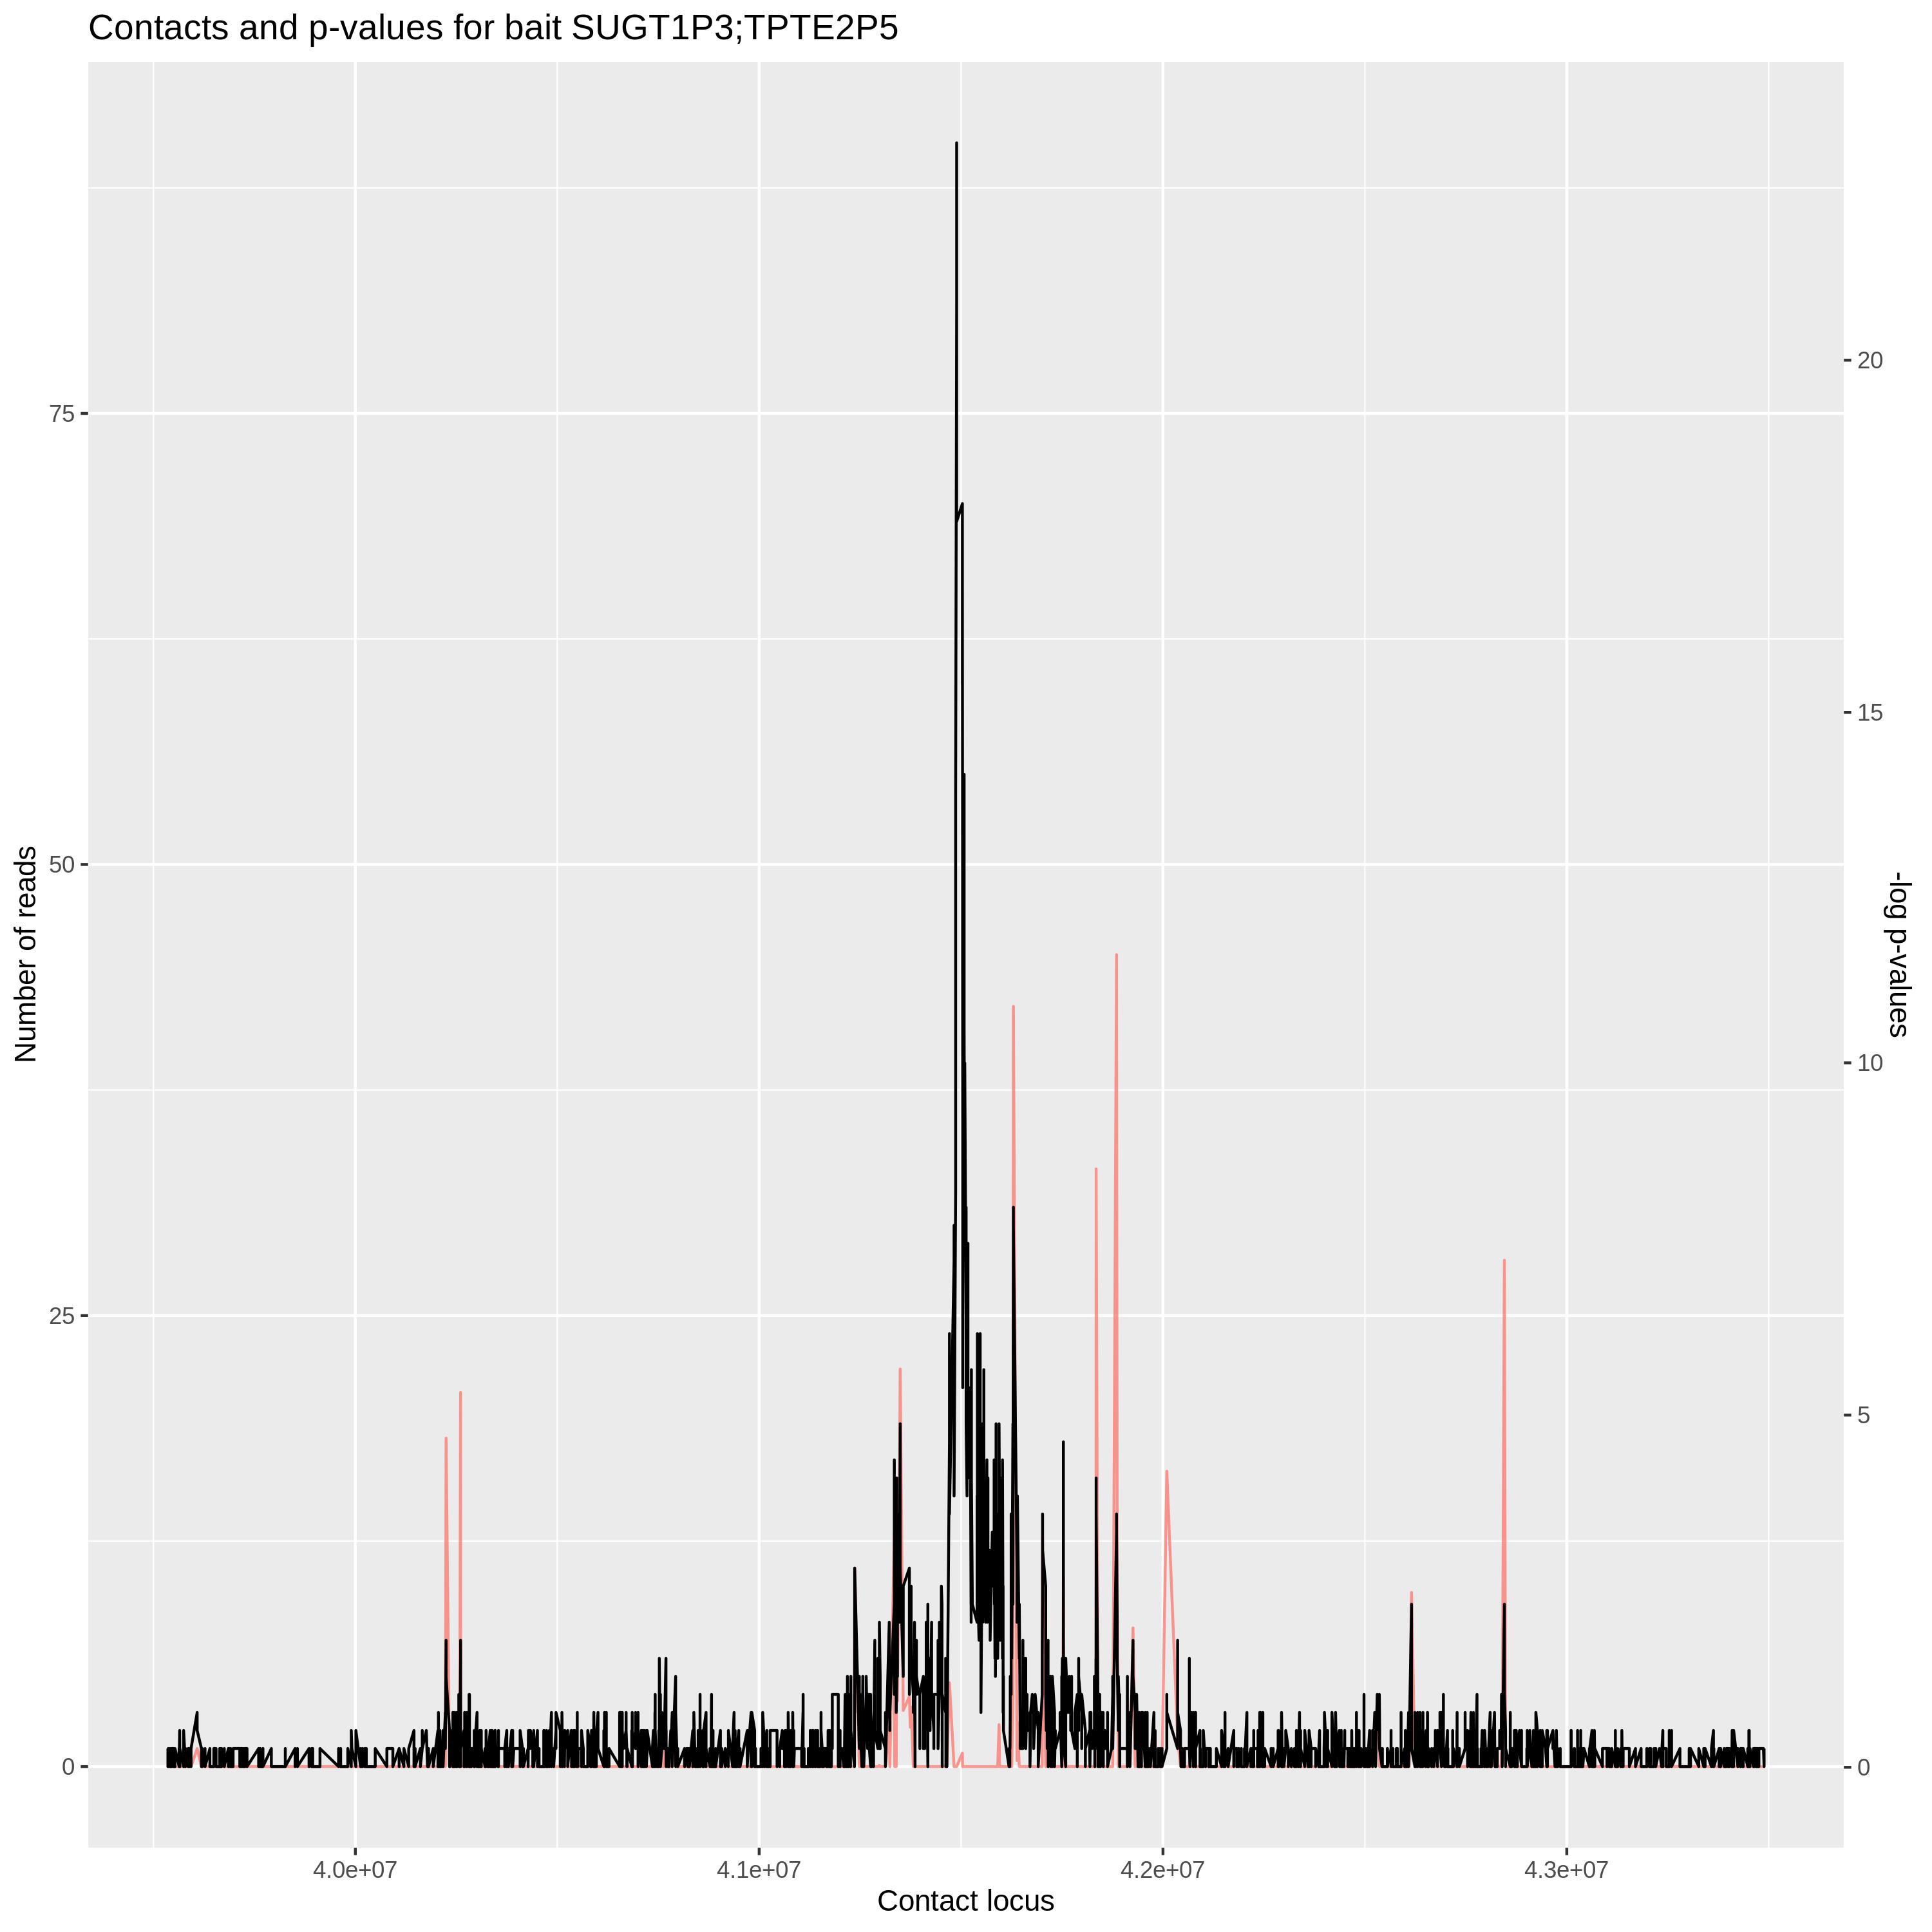 Contacts and p-values for bait SUGT1P3;TPTE2P5
Number of reads
75
50
25
0
20
15
10
5
0
-log p-values
4.0e+07
4.1e+07
4.2e+07
4.3e+07
Contact locus